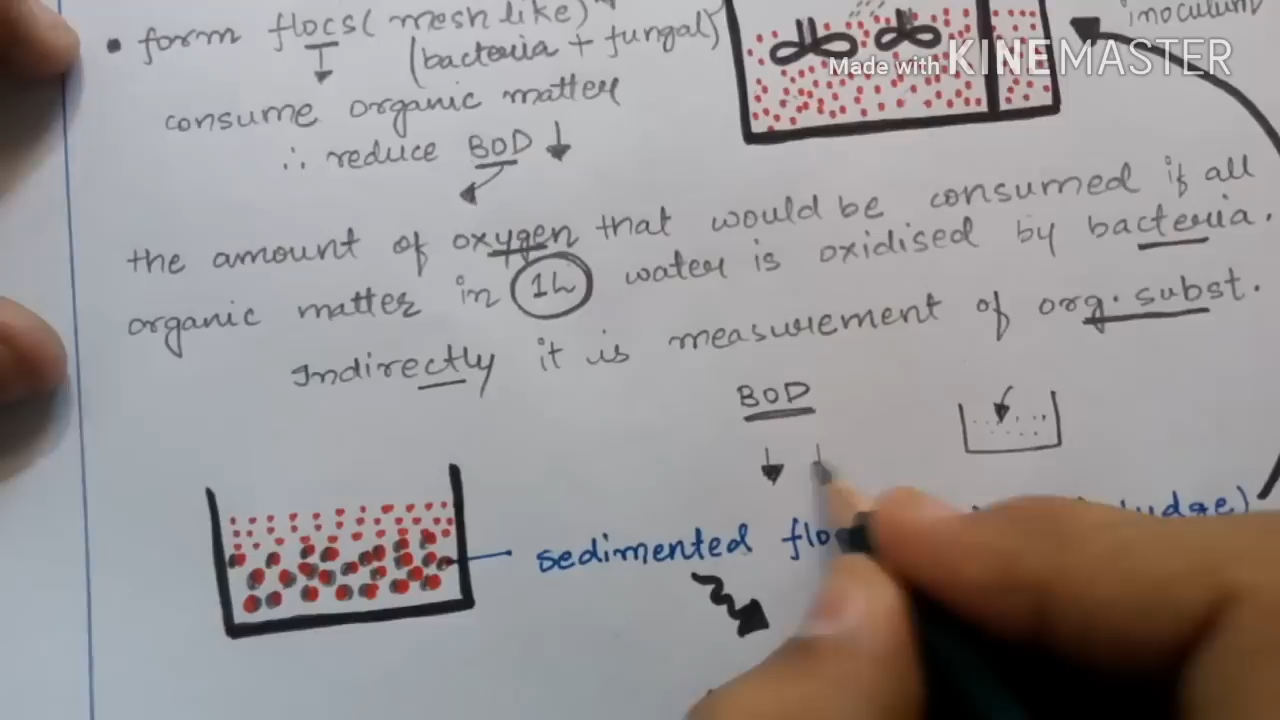 • form flocs (mesh like)
(bacteria + fungal)
inoculum
Made with KINEMASTER
consume organic matter
∴ reduce BOD ↓
the amount of oxygen that would be consumed if all
organic matter in 1L water is oxidised by bacteria.
Indirectly it is measurement of org. subst.
BOD
sedimented